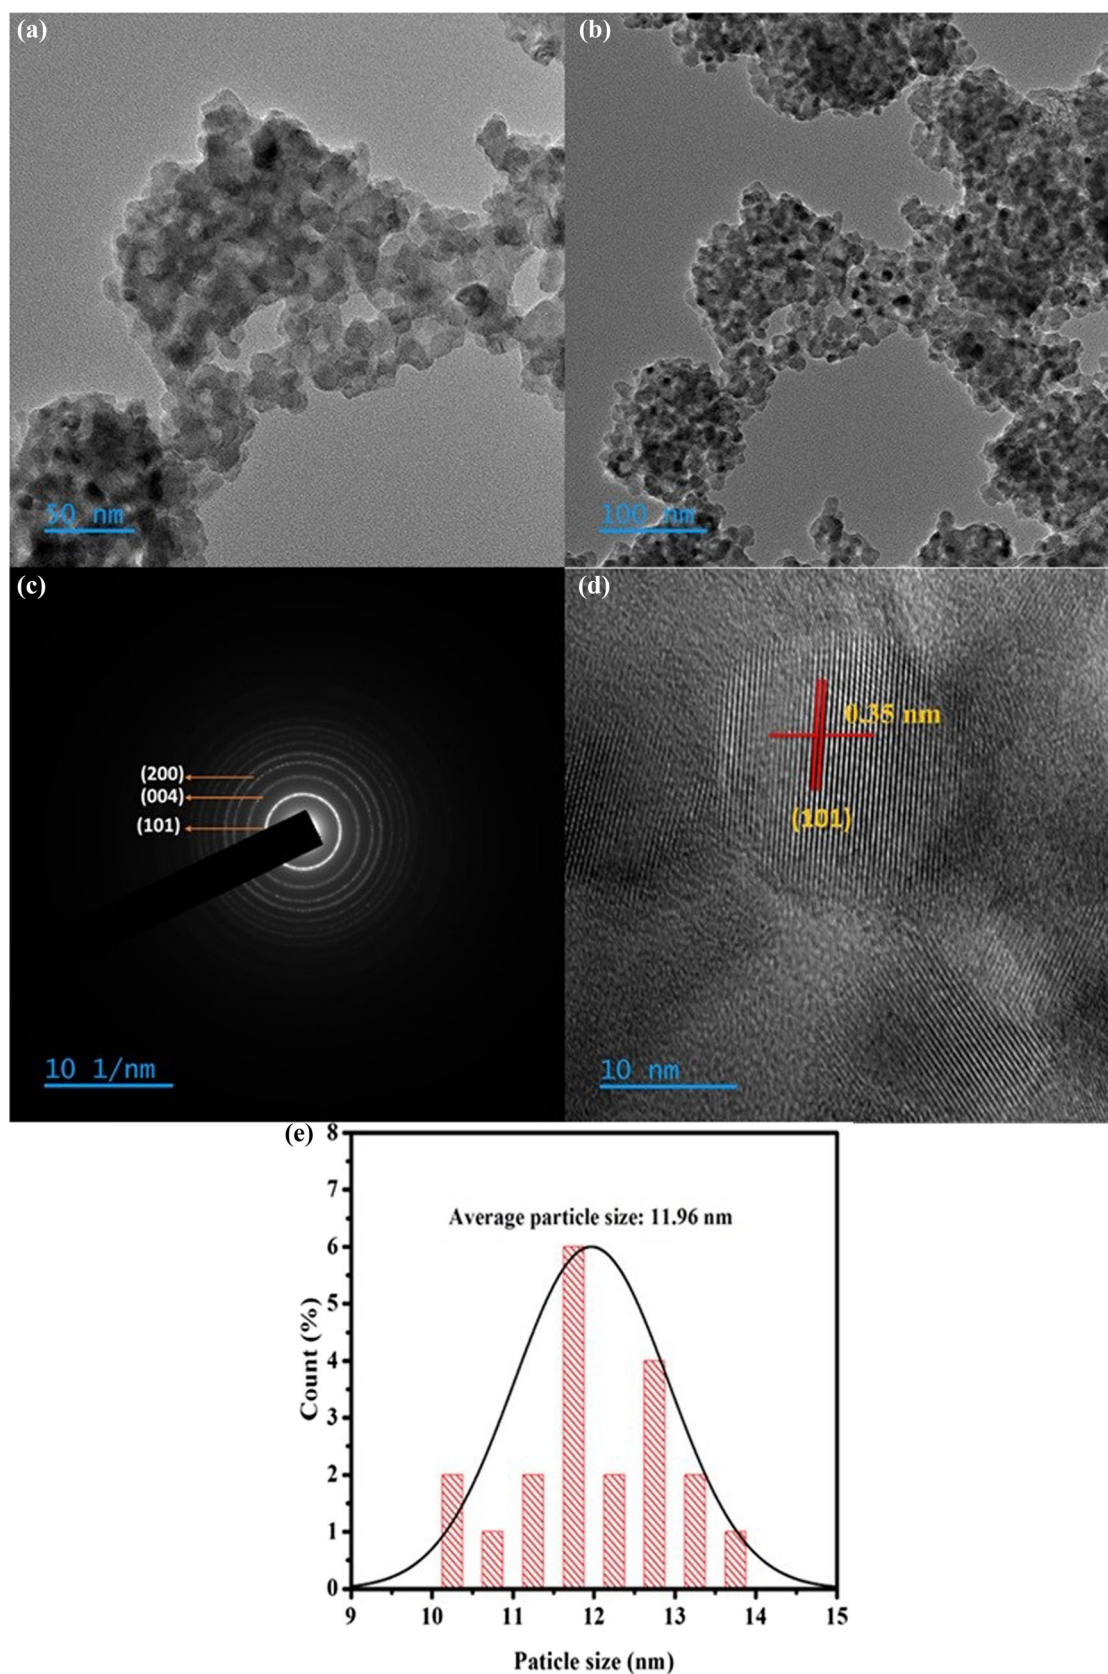 (a)
(b)
50 nm
100 nm
(c)
(d)
(200)
(004)
(101)
0.35 nm
(101)
10 1/nm
10 nm
(e)
8
7
6
5
4
3
2
1
0
Average particle size: 11.96 nm
Count (%)
9 10 11 12 13 14 15
Paticle size (nm)